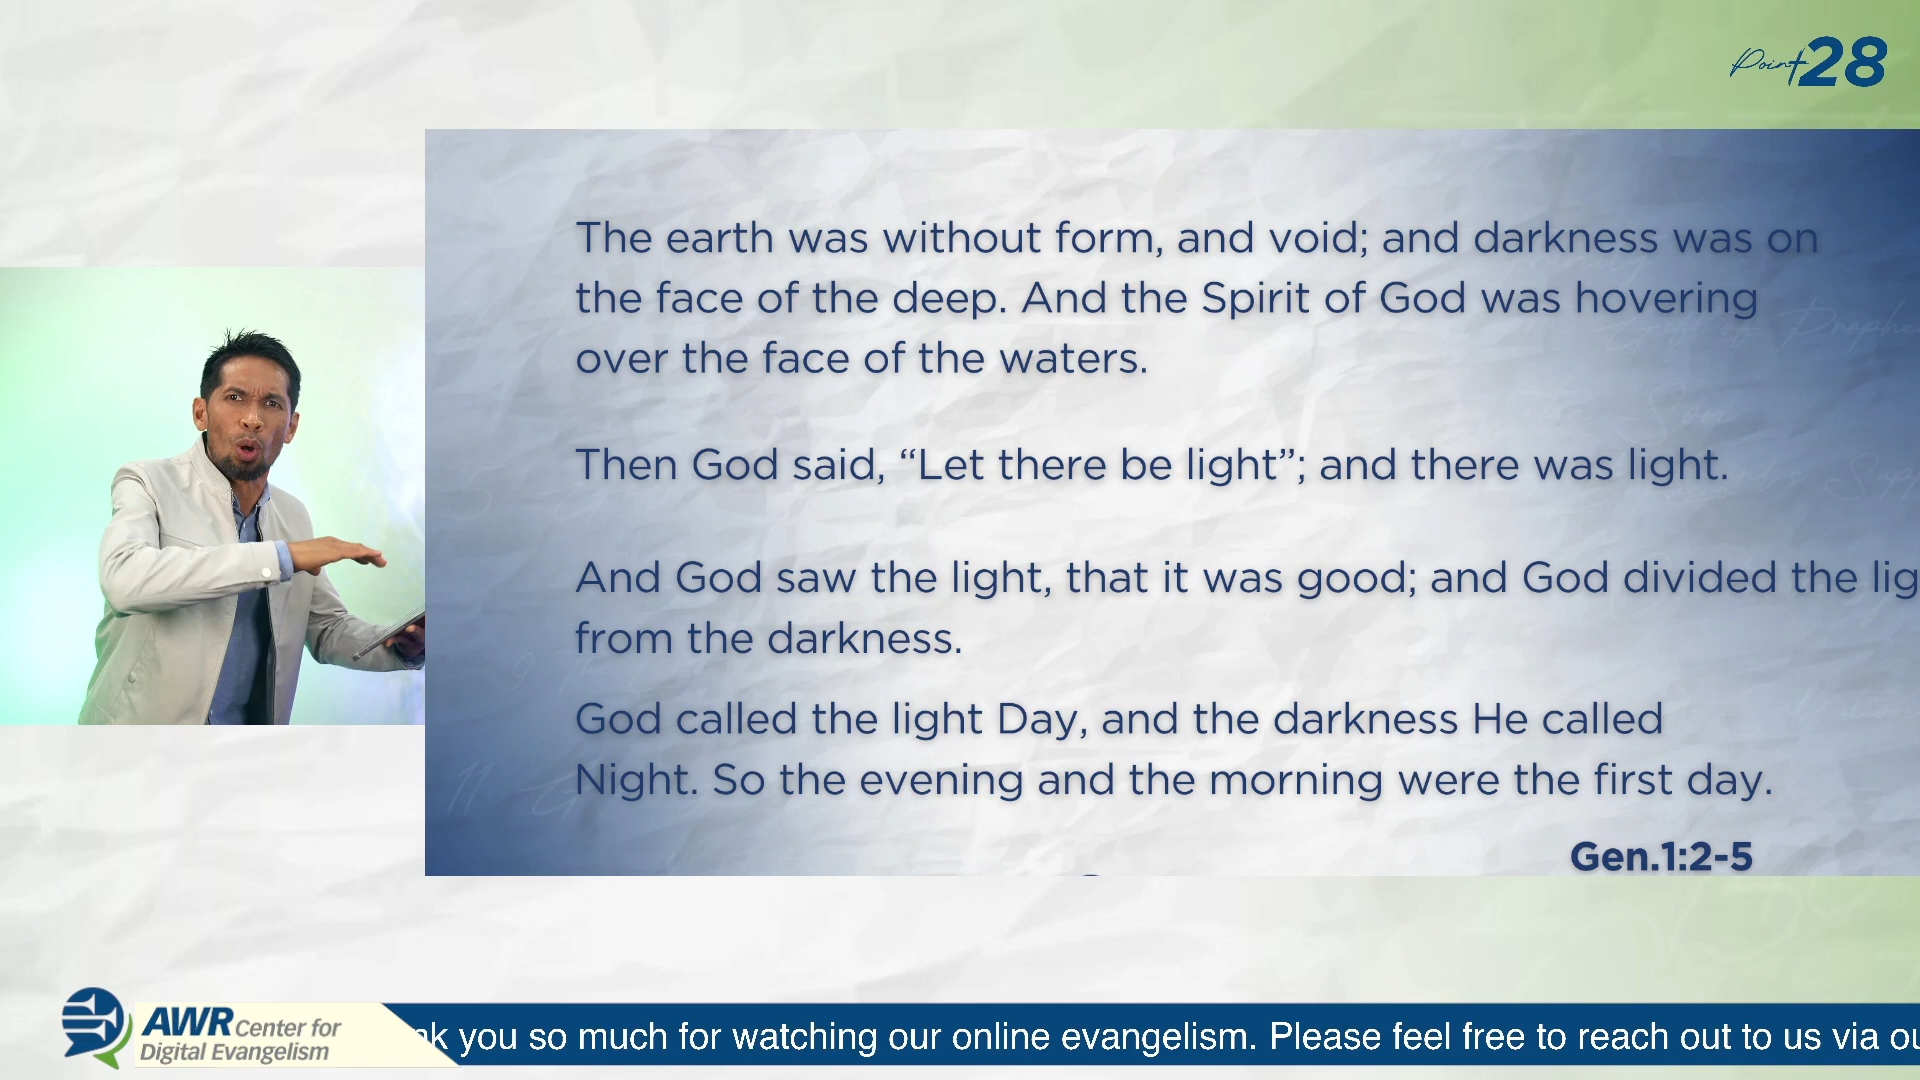 Point 28
The earth was without form, and void; and darkness was on
the face of the deep. And the Spirit of God was hovering
over the face of the waters.
Then God said, “Let there be light”; and there was light.
And God saw the light, that it was good; and God divided the lig
from the darkness.
God called the light Day, and the darkness He called
Night. So the evening and the morning were the first day.
Gen.1:2-5
AWR Center for
Digital Evangelism
nk you so much for watching our online evangelism. Please feel free to reach out to us via ou